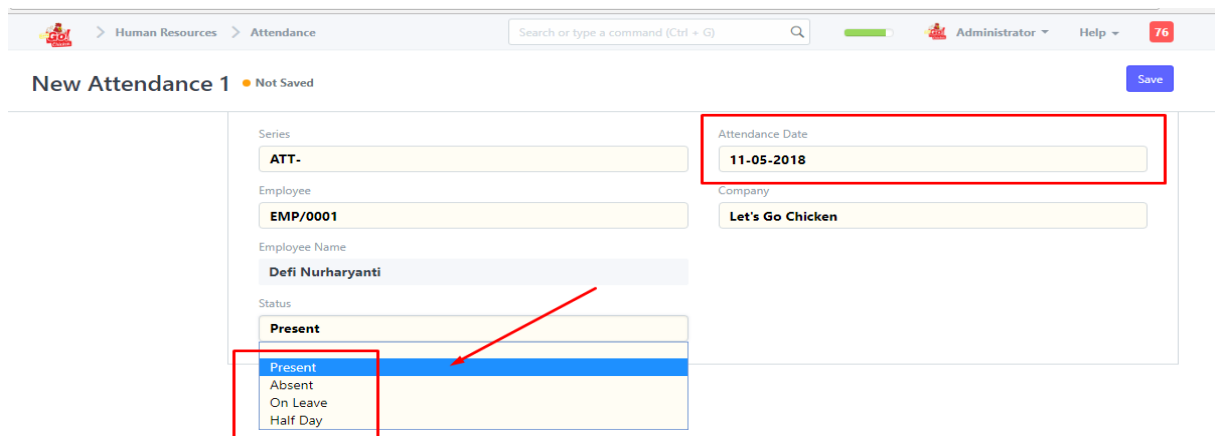 Go!
Human Resources
Attendance
Search or type a command (Ctrl + G)
Administrator
Help
76
New Attendance 1
Not Saved
Save
Series
ATT-
Attendance Date
11-05-2018
Employee
EMP/0001
Company
Let's Go Chicken
Employee Name
Defi Nurharyanti
Status
Present
Present
Absent
On Leave
Half Day